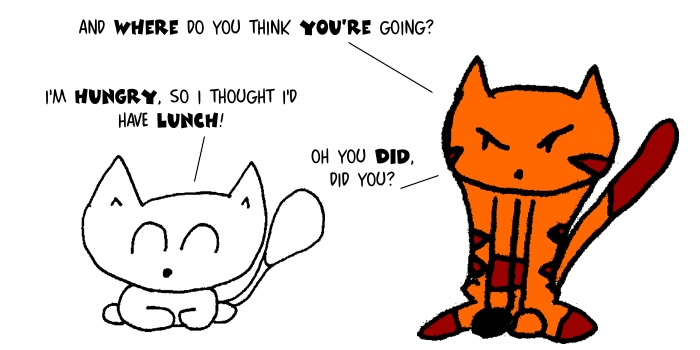 AND WHERE DO YOU THINK YOU'RE GOING?
I'M HUNGRY, SO I THOUGHT I'D
HAVE LUNCH!
OH YOU DID,
DID YOU?